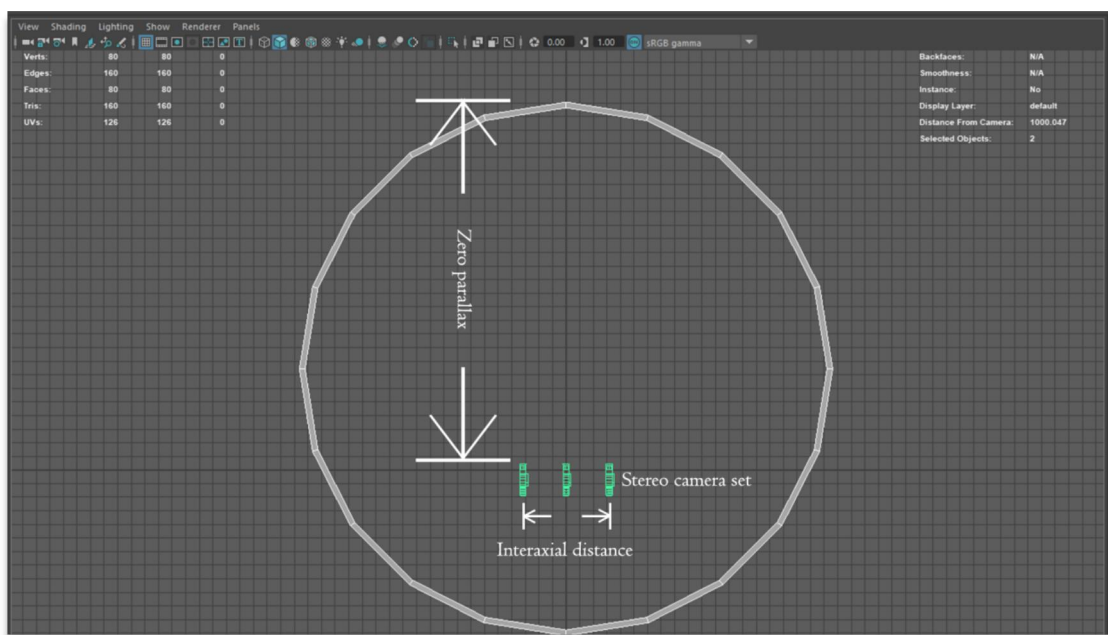 View Shading Lighting Show Renderer Panels
0.00 1.00 sRGB gamma
Verts: 80 80 0
Edges: 160 160 0
Faces: 80 80 0
Tris: 160 160 0
UVs: 126 126 0
Backfaces: N/A
Smoothness: N/A
Instance: No
Display Layer: default
Distance From Camera: 1000.047
Selected Objects: 2
Zero parallax
Stereo camera set
Interaxial distance